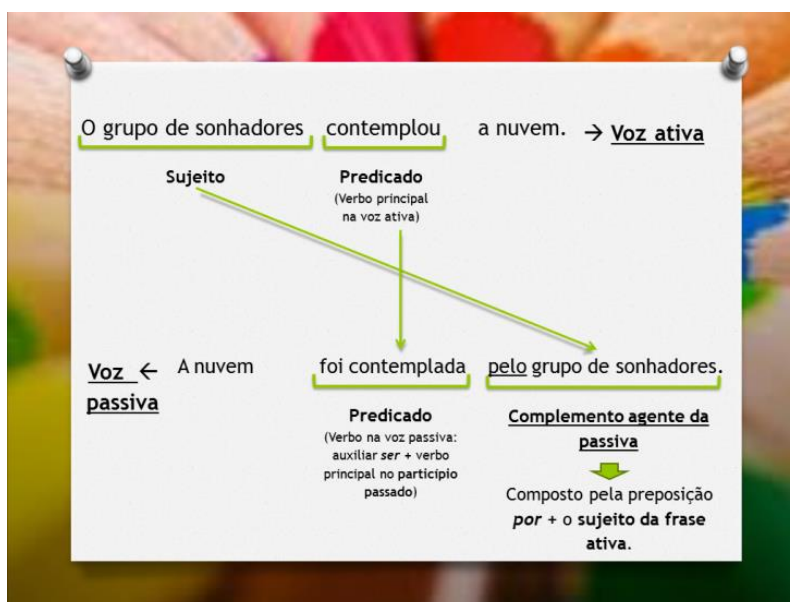 O grupo de sonhadores contemplou a nuvem. → Voz ativa
Sujeito
Predicado
(Verbo principal
na voz ativa)
Voz ← A nuvem foi contemplada pelo grupo de sonhadores.
passiva
Predicado
(Verbo na voz passiva:
auxiliar ser + verbo
principal no particípio
passado)
Complemento agente da
passiva
Composto pela preposição
por + o sujeito da frase
ativa.